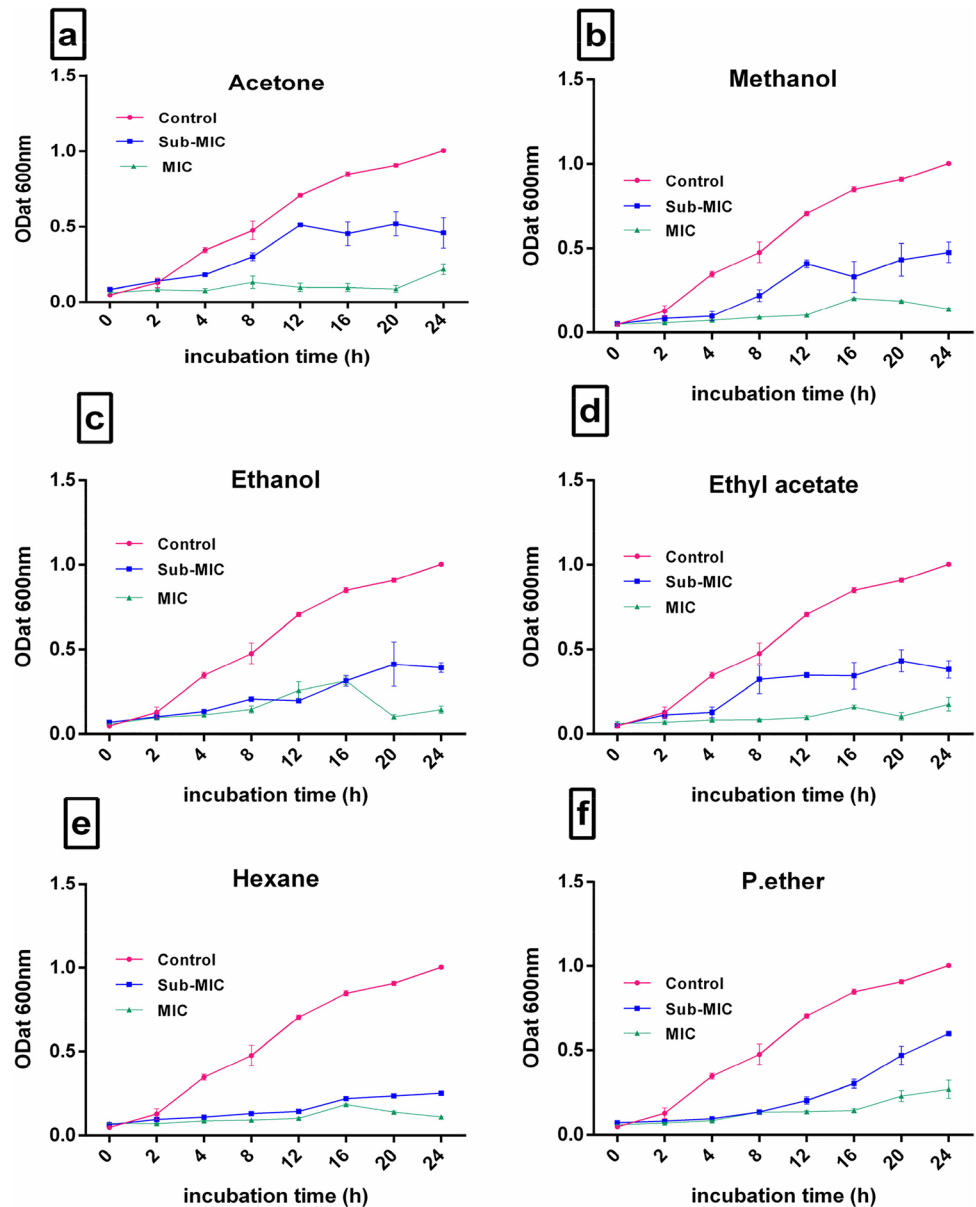 a
Acetone
1.5
1.0
0.5
0.0
ODat 600nm
Control
Sub-MIC
MIC
0 2 4 8 12 16 20 24
incubation time (h)
b
Methanol
1.5
1.0
0.5
0.0
ODat 600nm
Control
Sub-MIC
MIC
0 2 4 8 12 16 20 24
incubation time (h)
c
Ethanol
1.5
1.0
0.5
0.0
ODat 600nm
Control
Sub-MIC
MIC
0 2 4 8 12 16 20 24
incubation time (h)
d
Ethyl acetate
1.5
1.0
0.5
0.0
ODat 600nm
Control
Sub-MIC
MIC
0 2 4 8 12 16 20 24
incubation time (h)
e
Hexane
1.5
1.0
0.5
0.0
ODat 600nm
Control
Sub-MIC
MIC
0 2 4 8 12 16 20 24
incubation time (h)
f
P.ether
1.5
1.0
0.5
0.0
ODat 600nm
Control
Sub-MIC
MIC
0 2 4 8 12 16 20 24
incubation time (h)